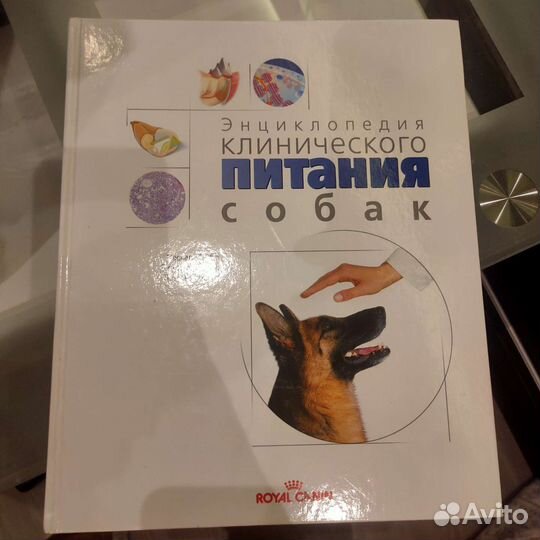 Энциклопедия
клинического
питания
собак
ROYAL CANIN
Avito